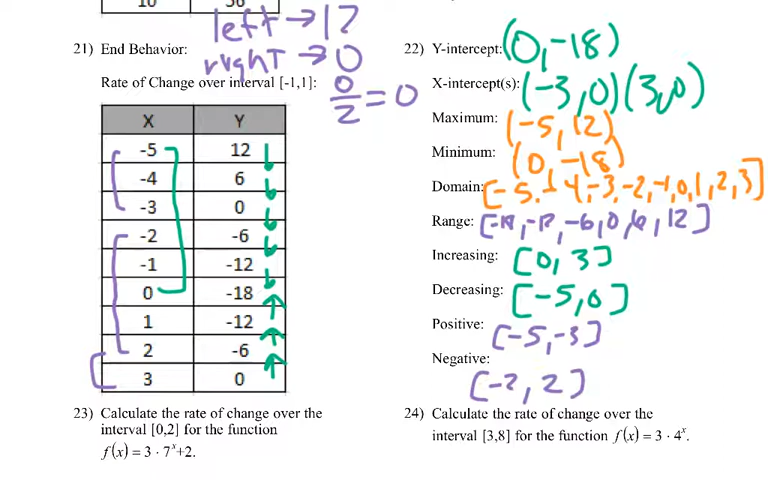 10 36
left → 12
21) End Behavior:
right → 0
Rate of Change over interval [-1,1]: 0/2 = 0
X Y
-5 12 ↓
-4 6 ↓
-3 0 ↓
-2 -6 ↓
-1 -12 ↓
0 -18 ↑
1 -12 ↑
2 -6 ↑
3 0
22) Y-intercept: (0,-18)
X-intercept(s): (-3,0)(3,0)
Maximum: (-5,12)
Minimum: (0,-18)
Domain: [-5,-4,-3,-2,-1,0,1,2,3]
Range: [-18,-12,-6,0,6,12]
Increasing: [0,3]
Decreasing: [-5,0]
Positive: [-5,-3]
Negative: [-2,2]
23) Calculate the rate of change over the
interval [0,2] for the function
f(x) = 3 · 7ˣ+2.
24) Calculate the rate of change over the
interval [3,8] for the function f(x) = 3 · 4ˣ.